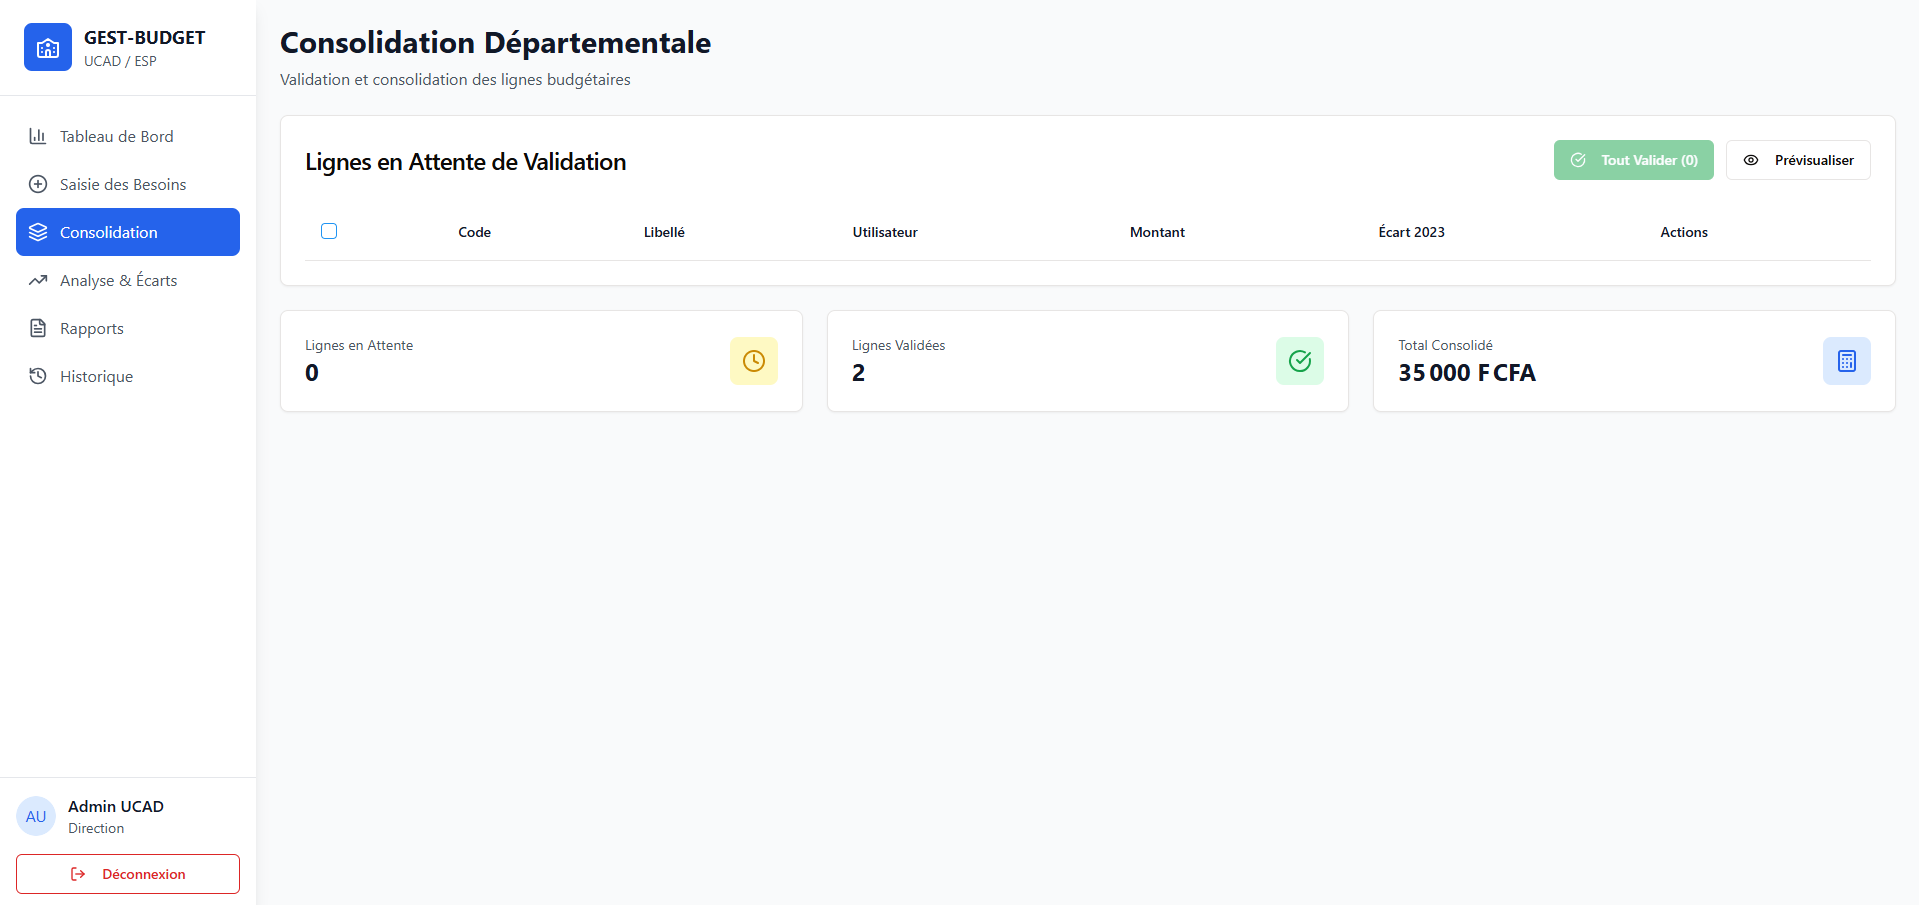 GEST-BUDGET
UCAD / ESP
Tableau de Bord
Saisie des Besoins
Consolidation
Analyse & Écarts
Rapports
Historique
AU
Admin UCAD
Direction
Déconnexion
Consolidation Départementale
Validation et consolidation des lignes budgétaires
Lignes en Attente de Validation
Tout Valider (0)
Prévisualiser
Code Libellé Utilisateur Montant Écart 2023 Actions
Lignes en Attente
0
Lignes Validées
2
Total Consolidé
35 000 F CFA